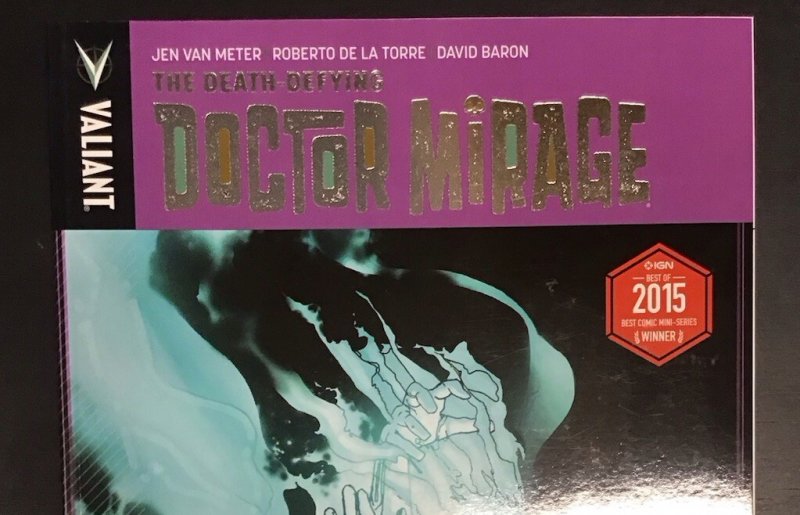 JEN VAN METER ROBERTO DE LA TORRE DAVID BARON
THE DEATH-DEFYING
DOCTOR MIRAGE
VALIANT®
IGN
BEST OF
2015
BEST COMIC MINI-SERIES
WINNER